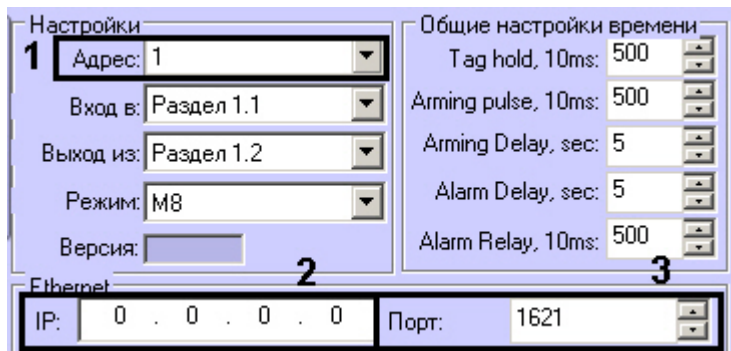 Настройки
1 Адрес: 1
Вход в: Раздел 1.1
Выход из: Раздел 1.2
Режим: M8
Версия:
Общие настройки времени
Tag hold, 10ms: 500
Arming pulse, 10ms: 500
Arming Delay, sec: 5
Alarm Delay, sec: 5
Alarm Relay, 10ms: 500
2 3
Ethernet
IP: 0 . 0 . 0 . 0 Порт: 1621